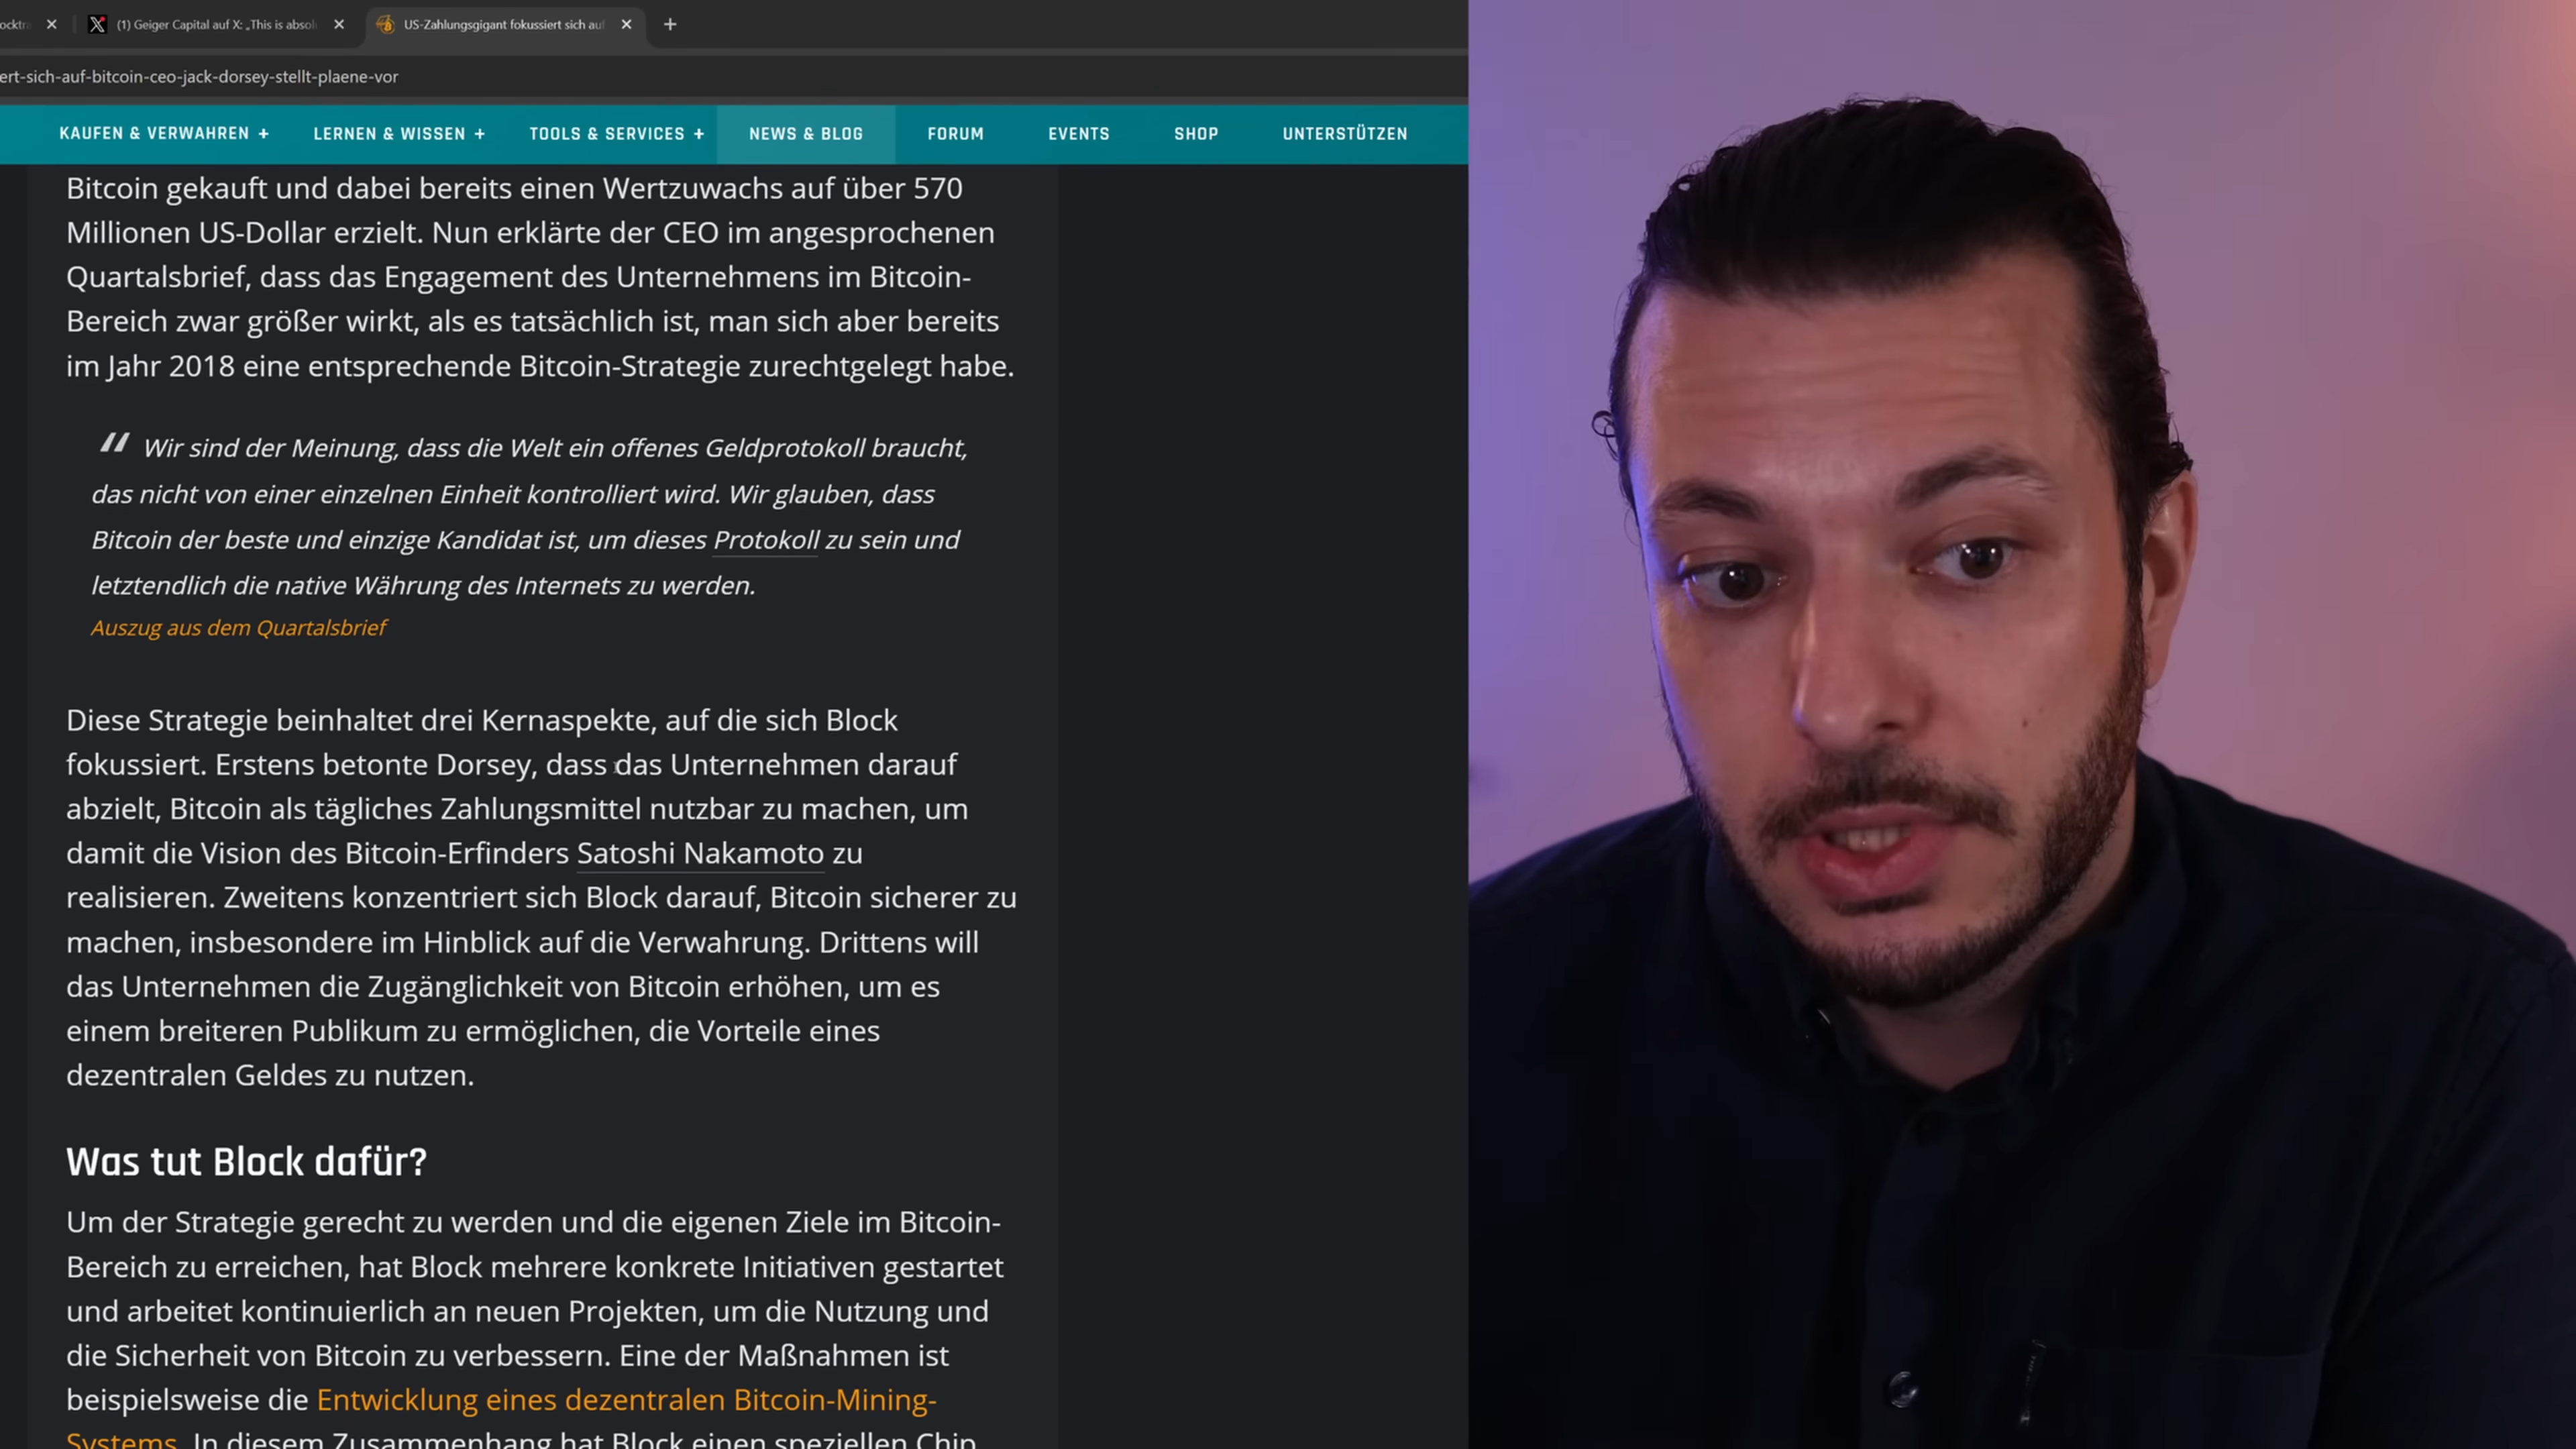 (1) Geiger Capital auf X: „This is absol
US-Zahlungsgigant fokussiert sich auf
ert-sich-auf-bitcoin-ceo-jack-dorsey-stellt-plaene-vor
KAUFEN & VERWAHREN + LERNEN & WISSEN + TOOLS & SERVICES + NEWS & BLOG FORUM EVENTS SHOP UNTERSTÜTZEN
Bitcoin gekauft und dabei bereits einen Wertzuwachs auf über 570
Millionen US-Dollar erzielt. Nun erklärte der CEO im angesprochenen
Quartalsbrief, dass das Engagement des Unternehmens im Bitcoin-
Bereich zwar größer wirkt, als es tatsächlich ist, man sich aber bereits
im Jahr 2018 eine entsprechende Bitcoin-Strategie zurechtgelegt habe.
“ Wir sind der Meinung, dass die Welt ein offenes Geldprotokoll braucht,
das nicht von einer einzelnen Einheit kontrolliert wird. Wir glauben, dass
Bitcoin der beste und einzige Kandidat ist, um dieses Protokoll zu sein und
letztendlich die native Währung des Internets zu werden.
Auszug aus dem Quartalsbrief
Diese Strategie beinhaltet drei Kernaspekte, auf die sich Block
fokussiert. Erstens betonte Dorsey, dass das Unternehmen darauf
abzielt, Bitcoin als tägliches Zahlungsmittel nutzbar zu machen, um
damit die Vision des Bitcoin-Erfinders Satoshi Nakamoto zu
realisieren. Zweitens konzentriert sich Block darauf, Bitcoin sicherer zu
machen, insbesondere im Hinblick auf die Verwahrung. Drittens will
das Unternehmen die Zugänglichkeit von Bitcoin erhöhen, um es
einem breiteren Publikum zu ermöglichen, die Vorteile eines
dezentralen Geldes zu nutzen.
Was tut Block dafür?
Um der Strategie gerecht zu werden und die eigenen Ziele im Bitcoin-
Bereich zu erreichen, hat Block mehrere konkrete Initiativen gestartet
und arbeitet kontinuierlich an neuen Projekten, um die Nutzung und
die Sicherheit von Bitcoin zu verbessern. Eine der Maßnahmen ist
beispielsweise die Entwicklung eines dezentralen Bitcoin-Mining-
Systems. In diesem Zusammenhang hat Block einen speziellen Chip